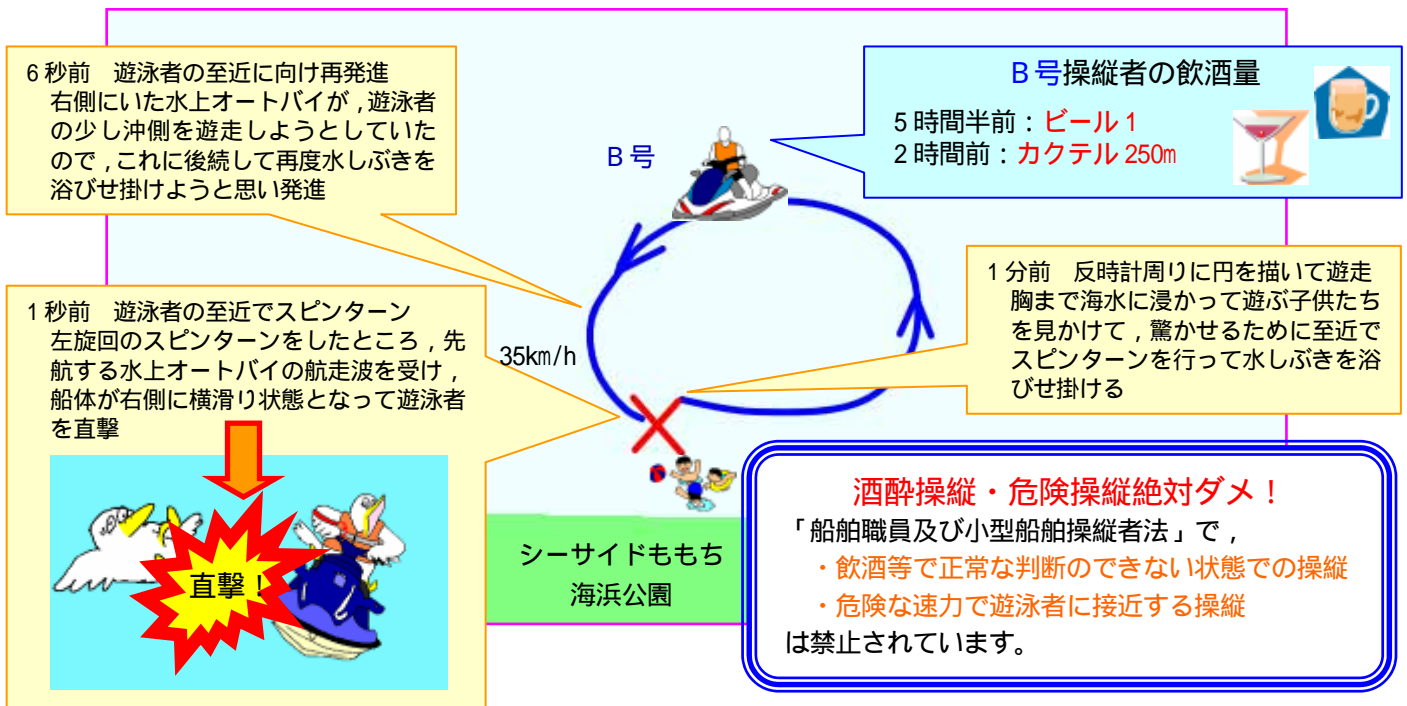 6秒前 遊泳者の至近に向け再発進
右側にいた水上オートバイが,遊泳者
の少し沖側を遊走しようとしていた
ので,これに後続して再度水しぶきを
浴びせ掛けようと思い発進
B号
B号操縦者の飲酒量
5時間半前:ビール1
2時間前:カクテル250m
1分前 反時計周りに円を描いて遊走
胸まで海水に浸かって遊ぶ子供たち
を見かけて,驚かせるために至近で
スピンターンを行って水しぶきを浴
びせ掛ける
35km/h
1秒前 遊泳者の至近でスピンターン
左旋回のスピンターンをしたところ,先
航する水上オートバイの航走波を受け,
船体が右側に横滑り状態となって遊泳者
を直撃
直撃!
シーサイドももち
海浜公園
酒酔操縦・危険操縦絶対ダメ!
「船舶職員及び小型船舶操縦者法」で,
・飲酒等で正常な判断のできない状態での操縦
・危険な速力で遊泳者に接近する操縦
は禁止されています。